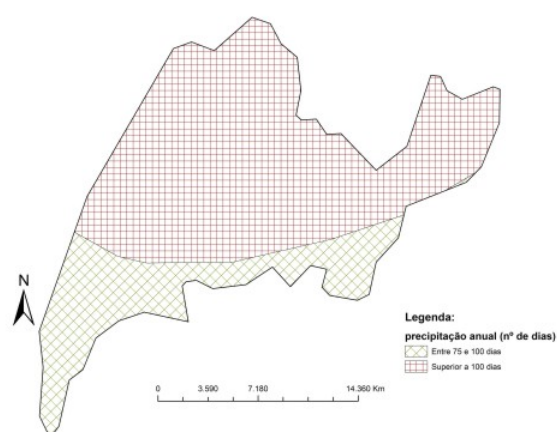 N
Legenda:
precipitação anual (nº de dias)
Entre 75 e 100 dias
Superior a 100 dias
0 3.590 7.180 14.360 Km